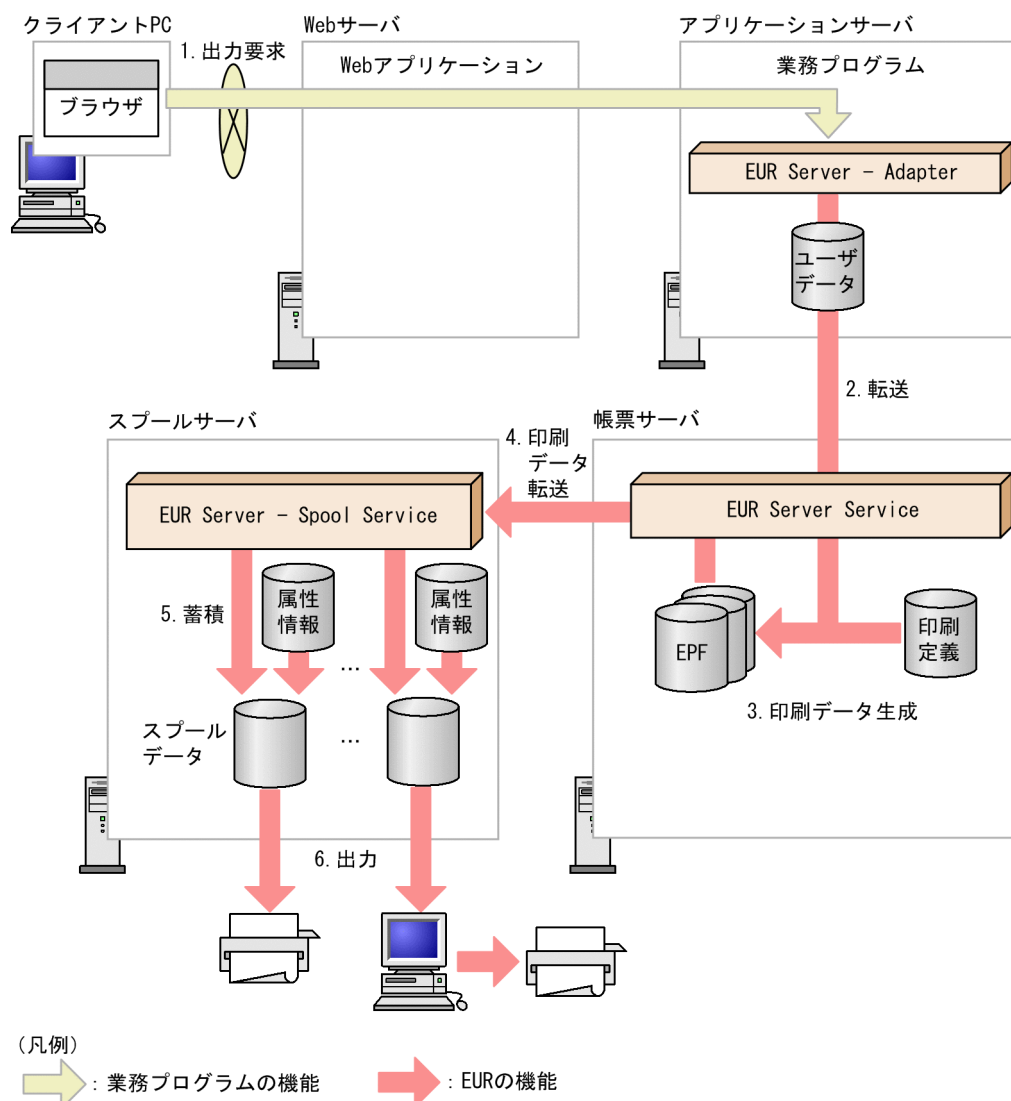 クライアントPC
Webサーバ
アプリケーションサーバ
1. 出力要求
Webアプリケーション
業務プログラム
ブラウザ
EUR Server － Adapter
ユーザ
データ
2. 転送
スプールサーバ
帳票サーバ
4. 印刷
データ
転送
EUR Server － Spool Service
EUR Server Service
5. 蓄積
属性
情報
属性
情報
...
EPF
印刷
定義
3. 印刷データ生成
スプール
データ
...
6. 出力
（凡例）
：業務プログラムの機能
：EURの機能